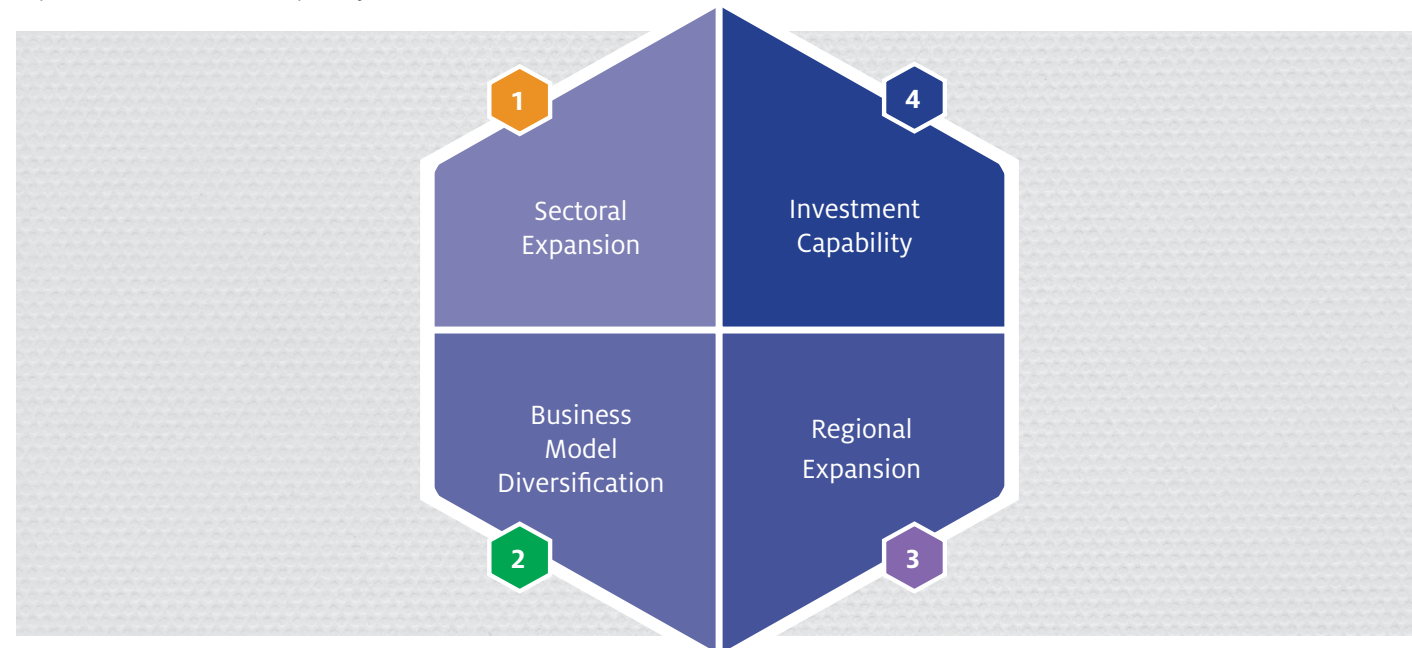 1
Sectoral
Expansion
2
Business
Model
Diversification
3
Regional
Expansion
4
Investment
Capability